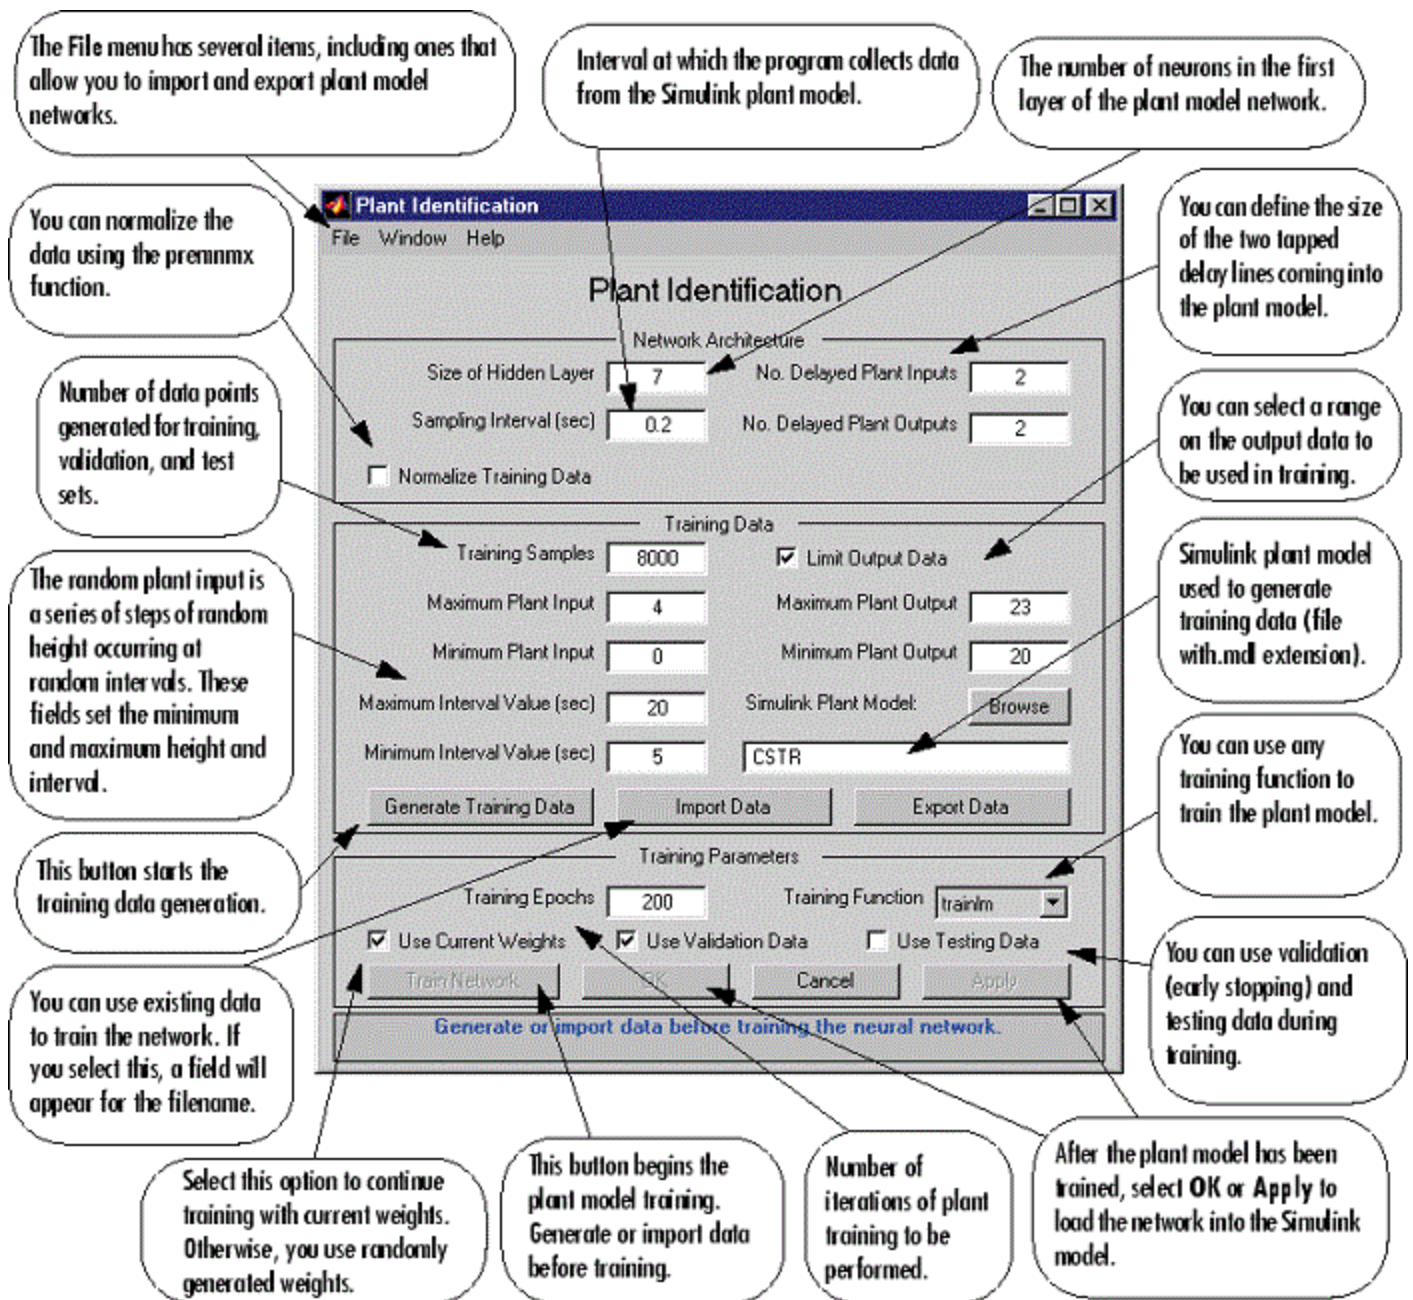 The File menu has several items, including ones that
allow you to import and export plant model
networks.
Interval at which the program collects data
from the Simulink plant model.
The number of neurons in the first
layer of the plant model network.
You can normalize the
data using the premnmx
function.
You can define the size
of the two tapped
delay lines coming into
the plant model.
Number of data points
generated for training,
validation, and test
sets.
You can select a range
on the output data to
be used in training.
The random plant input is
a series of steps of random
height occurring at
random intervals. These
fields set the minimum
and maximum height and
interval.
Simulink plant model
used to generate
training data (file
with.mdl extension).
You can use any
training function to
train the plant model.
This button starts the
training data generation.
You can use existing data
to train the network. If
you select this, a field will
appear for the filename.
You can use validation
(early stopping) and
testing data during
training.
Select this option to continue
training with current weights.
Otherwise, you use randomly
generated weights.
This button begins the
plant model training.
Generate or import data
before training.
Number of
iterations of plant
training to be
performed.
After the plant model has been
trained, select OK or Apply to
load the network into the Simulink
model.
Plant Identification
File Window Help
Plant Identification
Network Architecture
Size of Hidden Layer 7 No. Delayed Plant Inputs 2
Sampling Interval (sec) 0.2 No. Delayed Plant Outputs 2
Normalize Training Data
Training Data
Training Samples 8000 Limit Output Data
Maximum Plant Input 4 Maximum Plant Output 23
Minimum Plant Input 0 Minimum Plant Output 20
Maximum Interval Value (sec) 20 Simulink Plant Model: Browse
Minimum Interval Value (sec) 5 CSTR
Generate Training Data Import Data Export Data
Training Parameters
Training Epochs 200 Training Function trainlm
Use Current Weights Use Validation Data Use Testing Data
Train Network OK Cancel Apply
Generate or import data before training the neural network.